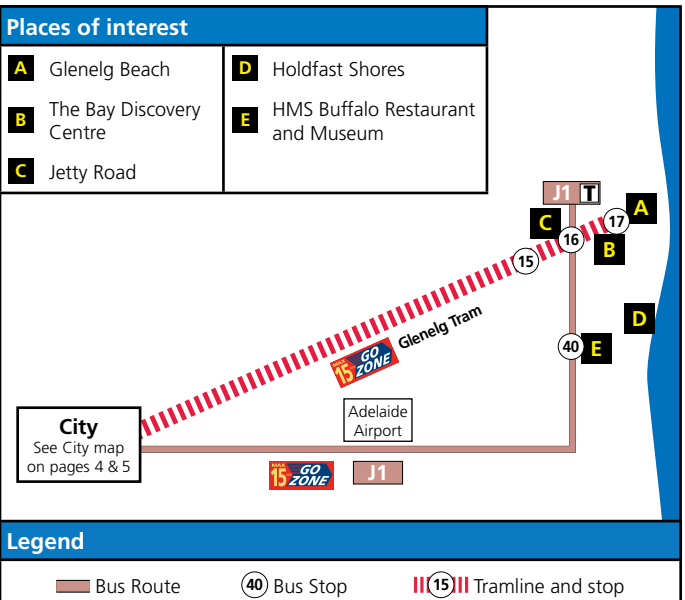 Places of interest
A Glenelg Beach
B The Bay Discovery
Centre
C Jetty Road
D Holdfast Shores
E HMS Buffalo Restaurant
and Museum
J1 T
A
17
C
16
B
15
D
Glenelg Tram
MAX 15 GO
ZONE
40 E
City
See City map
on pages 4 & 5
Adelaide
Airport
MAX 15 GO
ZONE
J1
Legend
Bus Route
40 Bus Stop
15 Tramline and stop